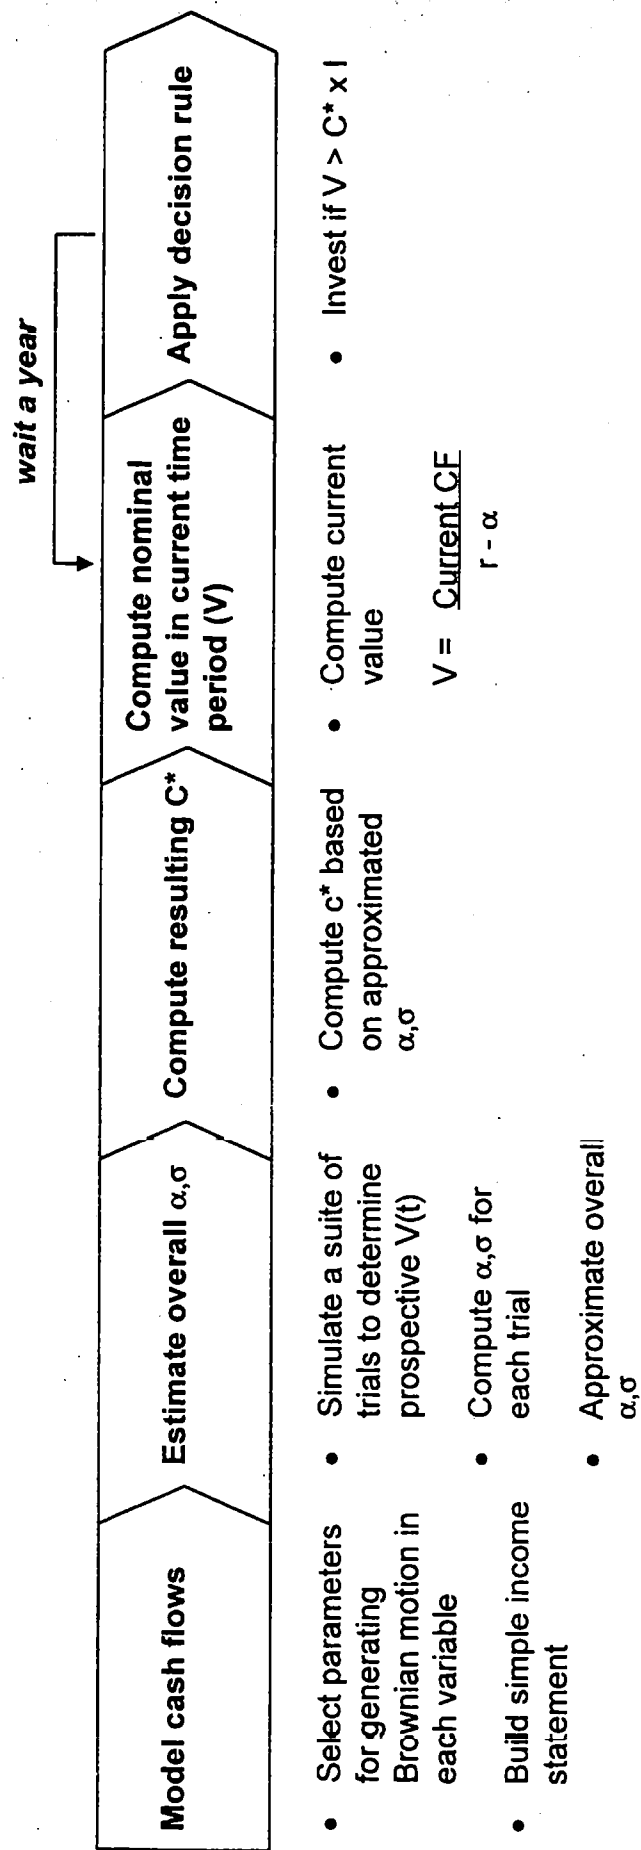 wait a year
Model cash flows
Estimate overall α,σ
Compute resulting C*
Compute nominal
value in current time
period (V)
Apply decision rule
• Select parameters
for generating
Brownian motion in
each variable
• Build simple income
statement
• Simulate a suite of
trials to determine
prospective V(t)
• Compute α,σ for
each trial
• Approximate overall
α,σ
• Compute c* based
on approximated
α,σ
• Compute current
value
V = Current CF
r - α
• Invest if V > C* x I